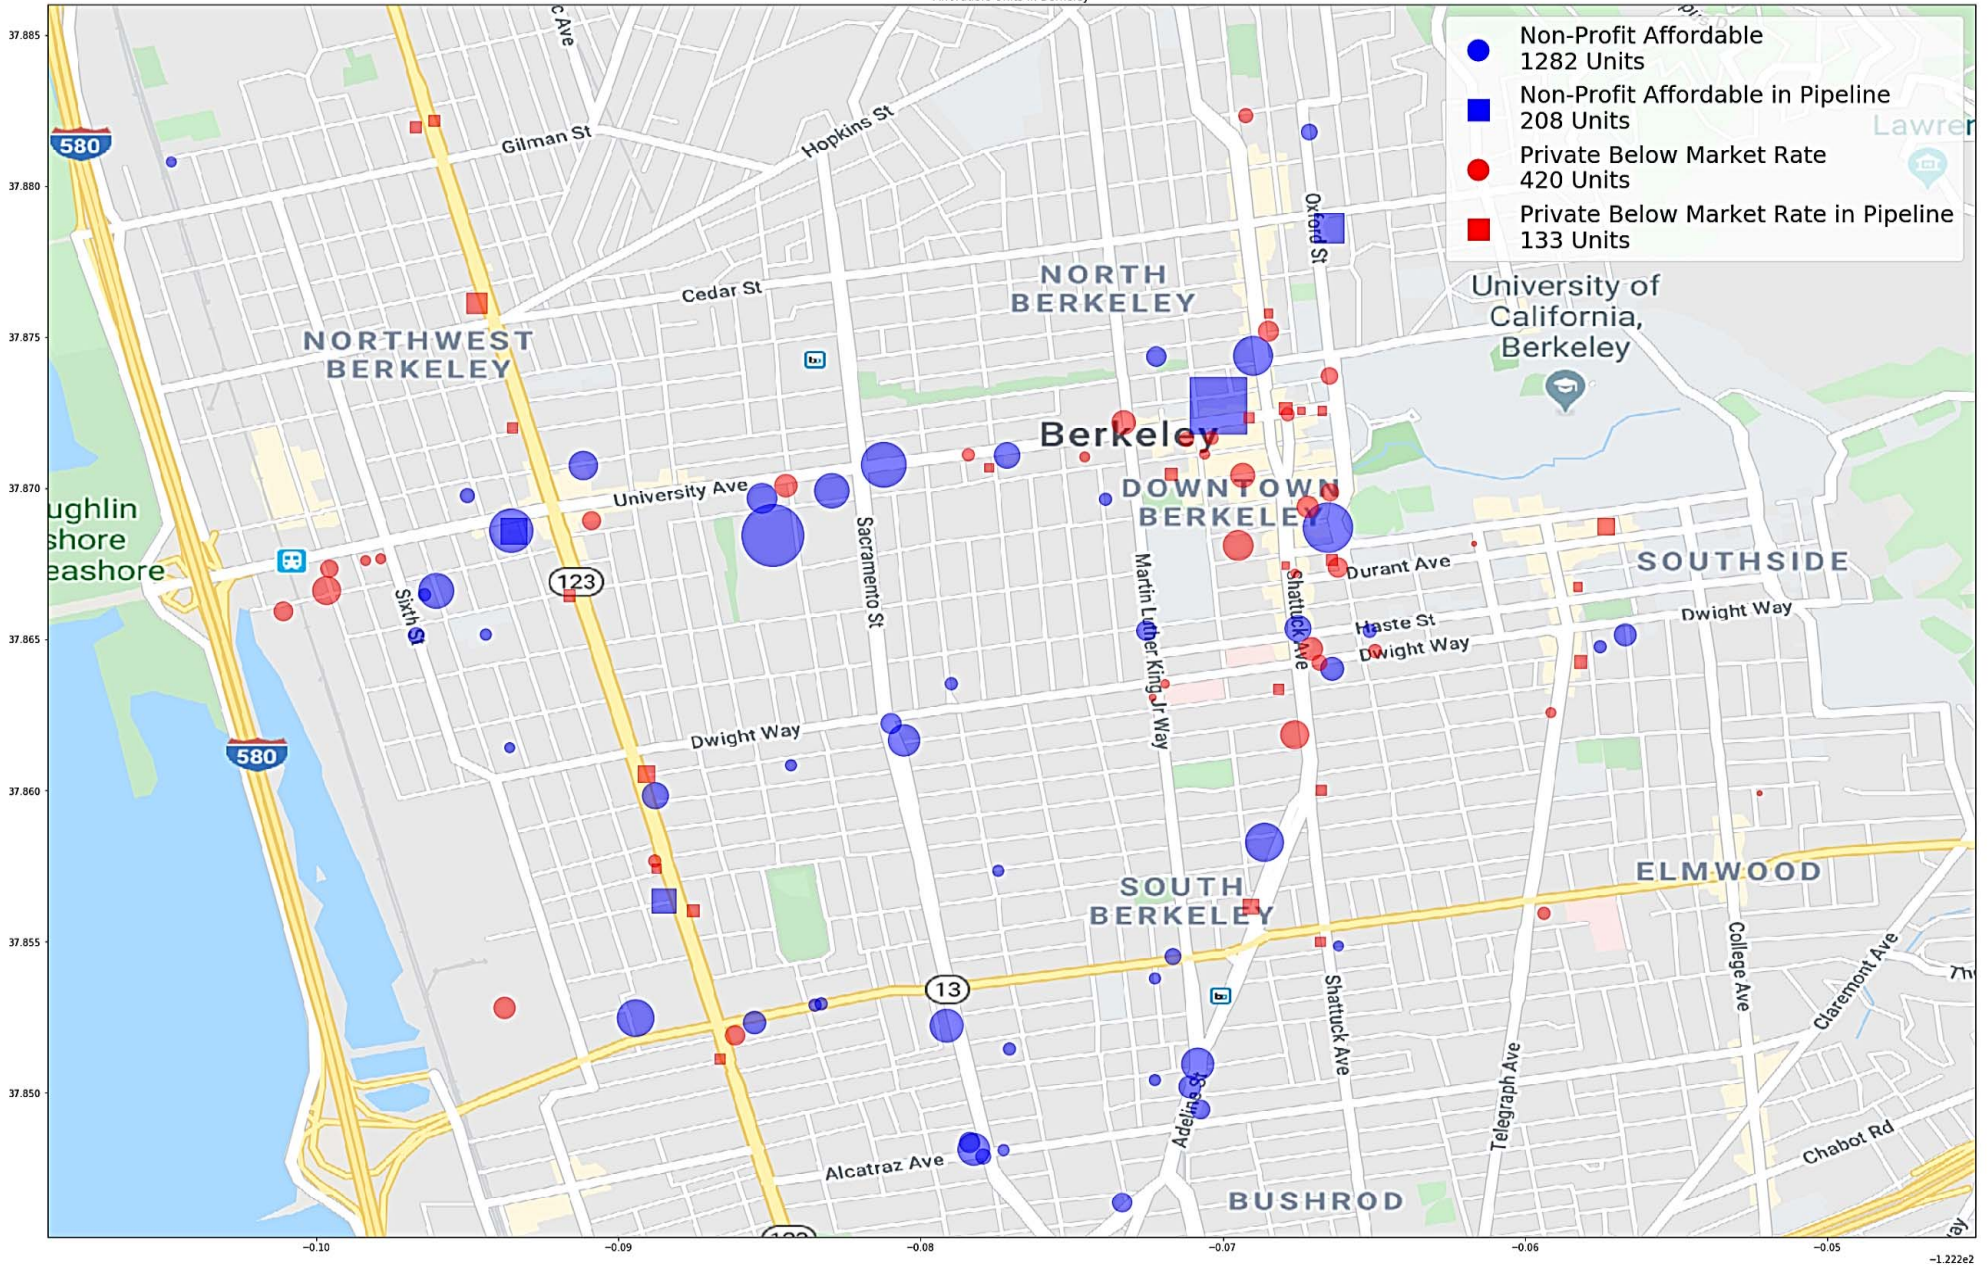 Affordable Units in Berkeley
Non-Profit Affordable
1282 Units
Non-Profit Affordable in Pipeline
208 Units
Private Below Market Rate
420 Units
Private Below Market Rate in Pipeline
133 Units
37.885
37.880
37.875
37.870
37.865
37.860
37.855
37.850
580
Gilman St
Hopkins St
c Ave
Oxford St
Lawrer
NORTH
BERKELEY
Cedar St
University of
California,
Berkeley
NORTHWEST
BERKELEY
Berkeley
University Ave
DOWNTOWN
BERKELEY
ughlin
shore
eashore
Sacramento St
123
Sixth St
Martin Luther King Jr Way
Shattuck Ave
Durant Ave
SOUTHSIDE
Haste St
Dwight Way
Dwight Way
Dwight Way
580
ELMWOOD
SOUTH
BERKELEY
13
Shattuck Ave
College Ave
Claremont Ave
Telegraph Ave
Adeline St
Alcatraz Ave
Chabot Rd
BUSHROD
−0.10
−0.09
−0.08
−0.07
−0.06
−0.05
−1.222e2